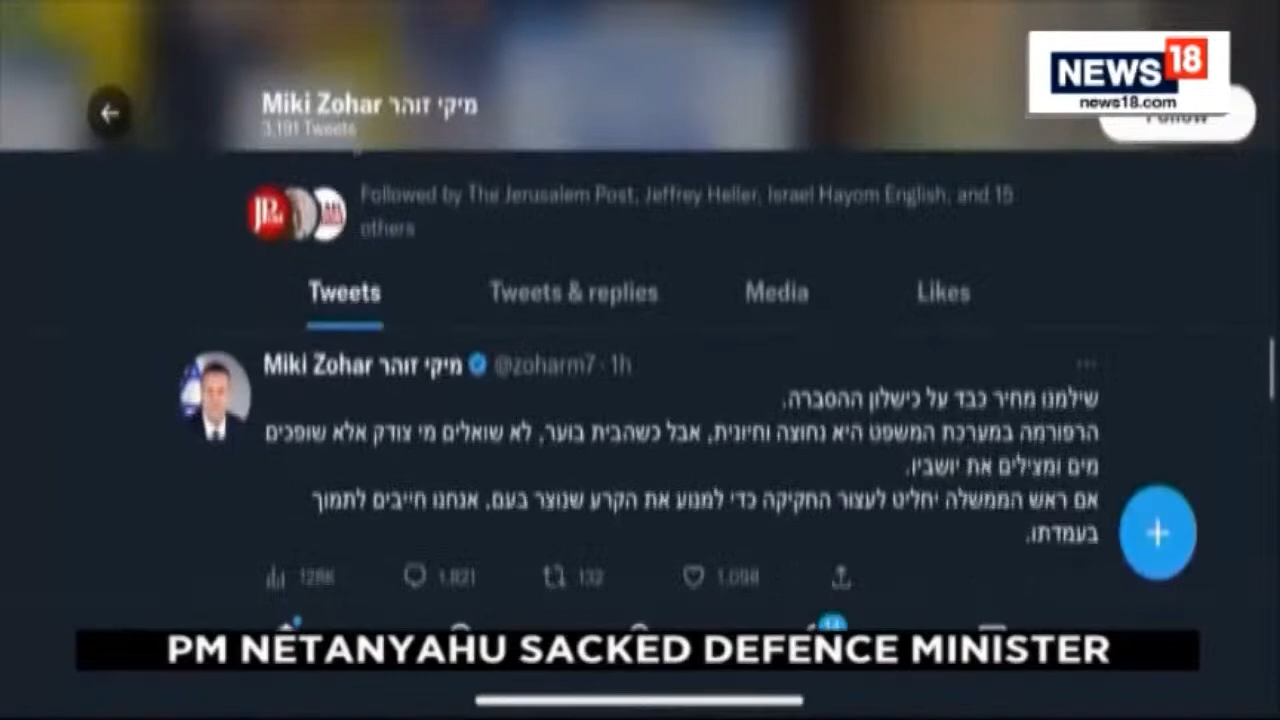 NEWS 18
news18.com
Miki Zohar מיקי זוהר
3,191 Tweets
Follow
Followed by The Jerusalem Post, Jeffrey Heller, Israel Hayom English, and 15
others
Tweets Tweets & replies Media Likes
Miki Zohar מיקי זוהר @zoharm7 · 1h
שילמנו מחיר כבד על כישלון ההסברה.
הרפורמה במערכת המשפט היא נחוצה וחיונית, אבל כשהבית בוער, לא שואלים מי צודק אלא שופכים
מים ומצילים את יושביו.
אם ראש הממשלה יחליט לעצור החקיקה כדי למנוע את הקרע שנוצר בעם, אנחנו חייבים לתמוך
בעמדתו.
128K 1,821 132 1,098
14
PM NETANYAHU SACKED DEFENCE MINISTER